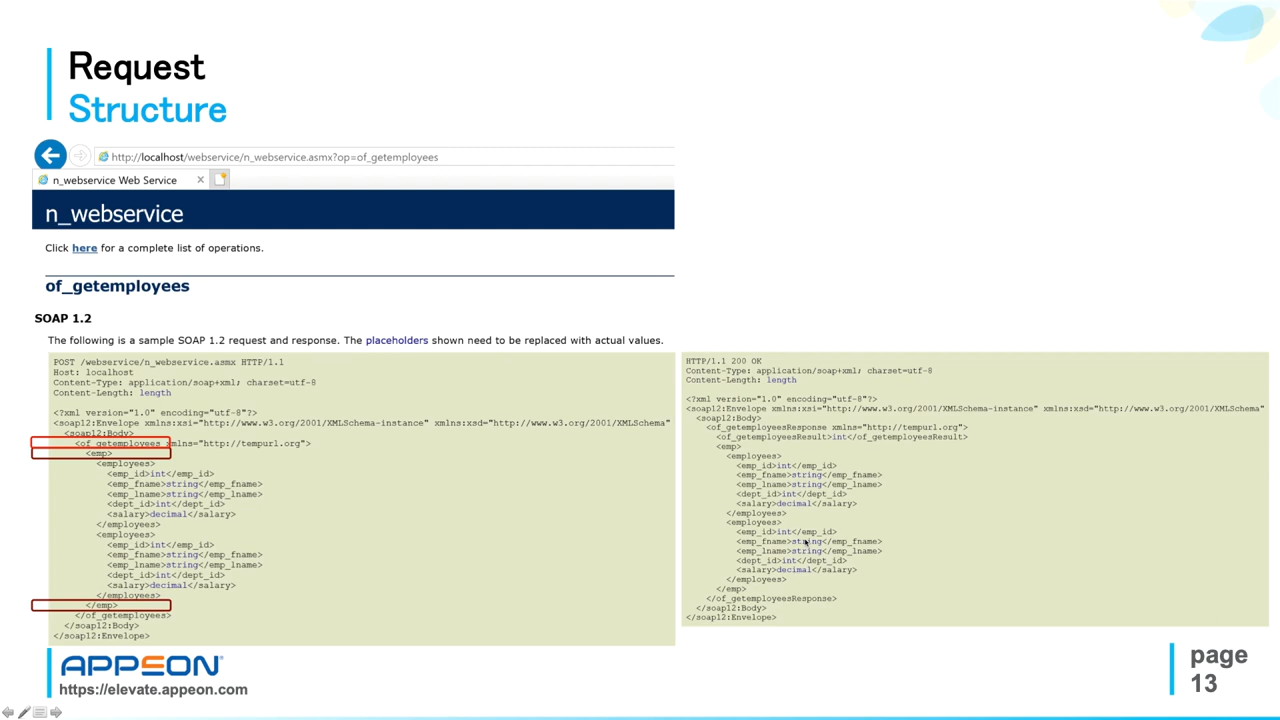 Request
Structure
http://localhost/webservice/n_webservice.asmx?op=of_getemployees
n_webservice Web Service
n_webservice
Click here for a complete list of operations.
of_getemployees
SOAP 1.2
The following is a sample SOAP 1.2 request and response. The placeholders shown need to be replaced with actual values.
POST /webservice/n_webservice.asmx HTTP/1.1
Host: localhost
Content-Type: application/soap+xml; charset=utf-8
Content-Length: length
<?xml version="1.0" encoding="utf-8"?>
<soap12:Envelope xmlns:xsi="http://www.w3.org/2001/XMLSchema-instance" xmlns:xsd="http://www.w3.org/2001/XMLSchema"
<soap12:Body>
<of_getemployees xmlns="http://tempurl.org">
<emp>
<employees>
<emp_id>int</emp_id>
<emp_fname>string</emp_fname>
<emp_lname>string</emp_lname>
<dept_id>int</dept_id>
<salary>decimal</salary>
</employees>
<employees>
<emp_id>int</emp_id>
<emp_fname>string</emp_fname>
<emp_lname>string</emp_lname>
<dept_id>int</dept_id>
<salary>decimal</salary>
</employees>
</emp>
</of_getemployees>
</soap12:Body>
</soap12:Envelope>
HTTP/1.1 200 OK
Content-Type: application/soap+xml; charset=utf-8
Content-Length: length
<?xml version="1.0" encoding="utf-8"?>
<soap12:Envelope xmlns:xsi="http://www.w3.org/2001/XMLSchema-instance" xmlns:xsd="http://www.w3.org/2001/XMLSchema"
<soap12:Body>
<of_getemployeesResponse xmlns="http://tempurl.org">
<of_getemployeesResult>int</of_getemployeesResult>
<emp>
<employees>
<emp_id>int</emp_id>
<emp_fname>string</emp_fname>
<emp_lname>string</emp_lname>
<dept_id>int</dept_id>
<salary>decimal</salary>
</employees>
<employees>
<emp_id>int</emp_id>
<emp_fname>string</emp_fname>
<emp_lname>string</emp_lname>
<dept_id>int</dept_id>
<salary>decimal</salary>
</employees>
</emp>
</of_getemployeesResponse>
</soap12:Body>
</soap12:Envelope>
APPEON
https://elevate.appeon.com
page
13